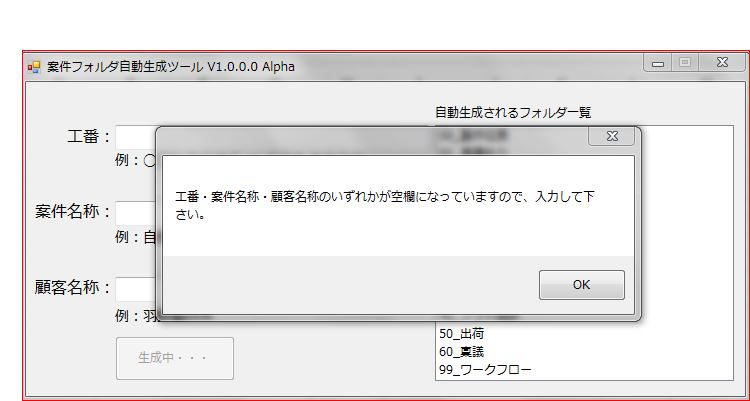 案件フォルダ自動生成ツール V1.0.0.0 Alpha
自動生成されるフォルダ一覧
工番：
例：○
工番・案件名称・顧客名称のいずれかが空欄になっていますので、入力して下
さい。
案件名称：
例：自
OK
顧客名称：
例：羽
50_出荷
生成中・・・
60_稟議
99_ワークフロー